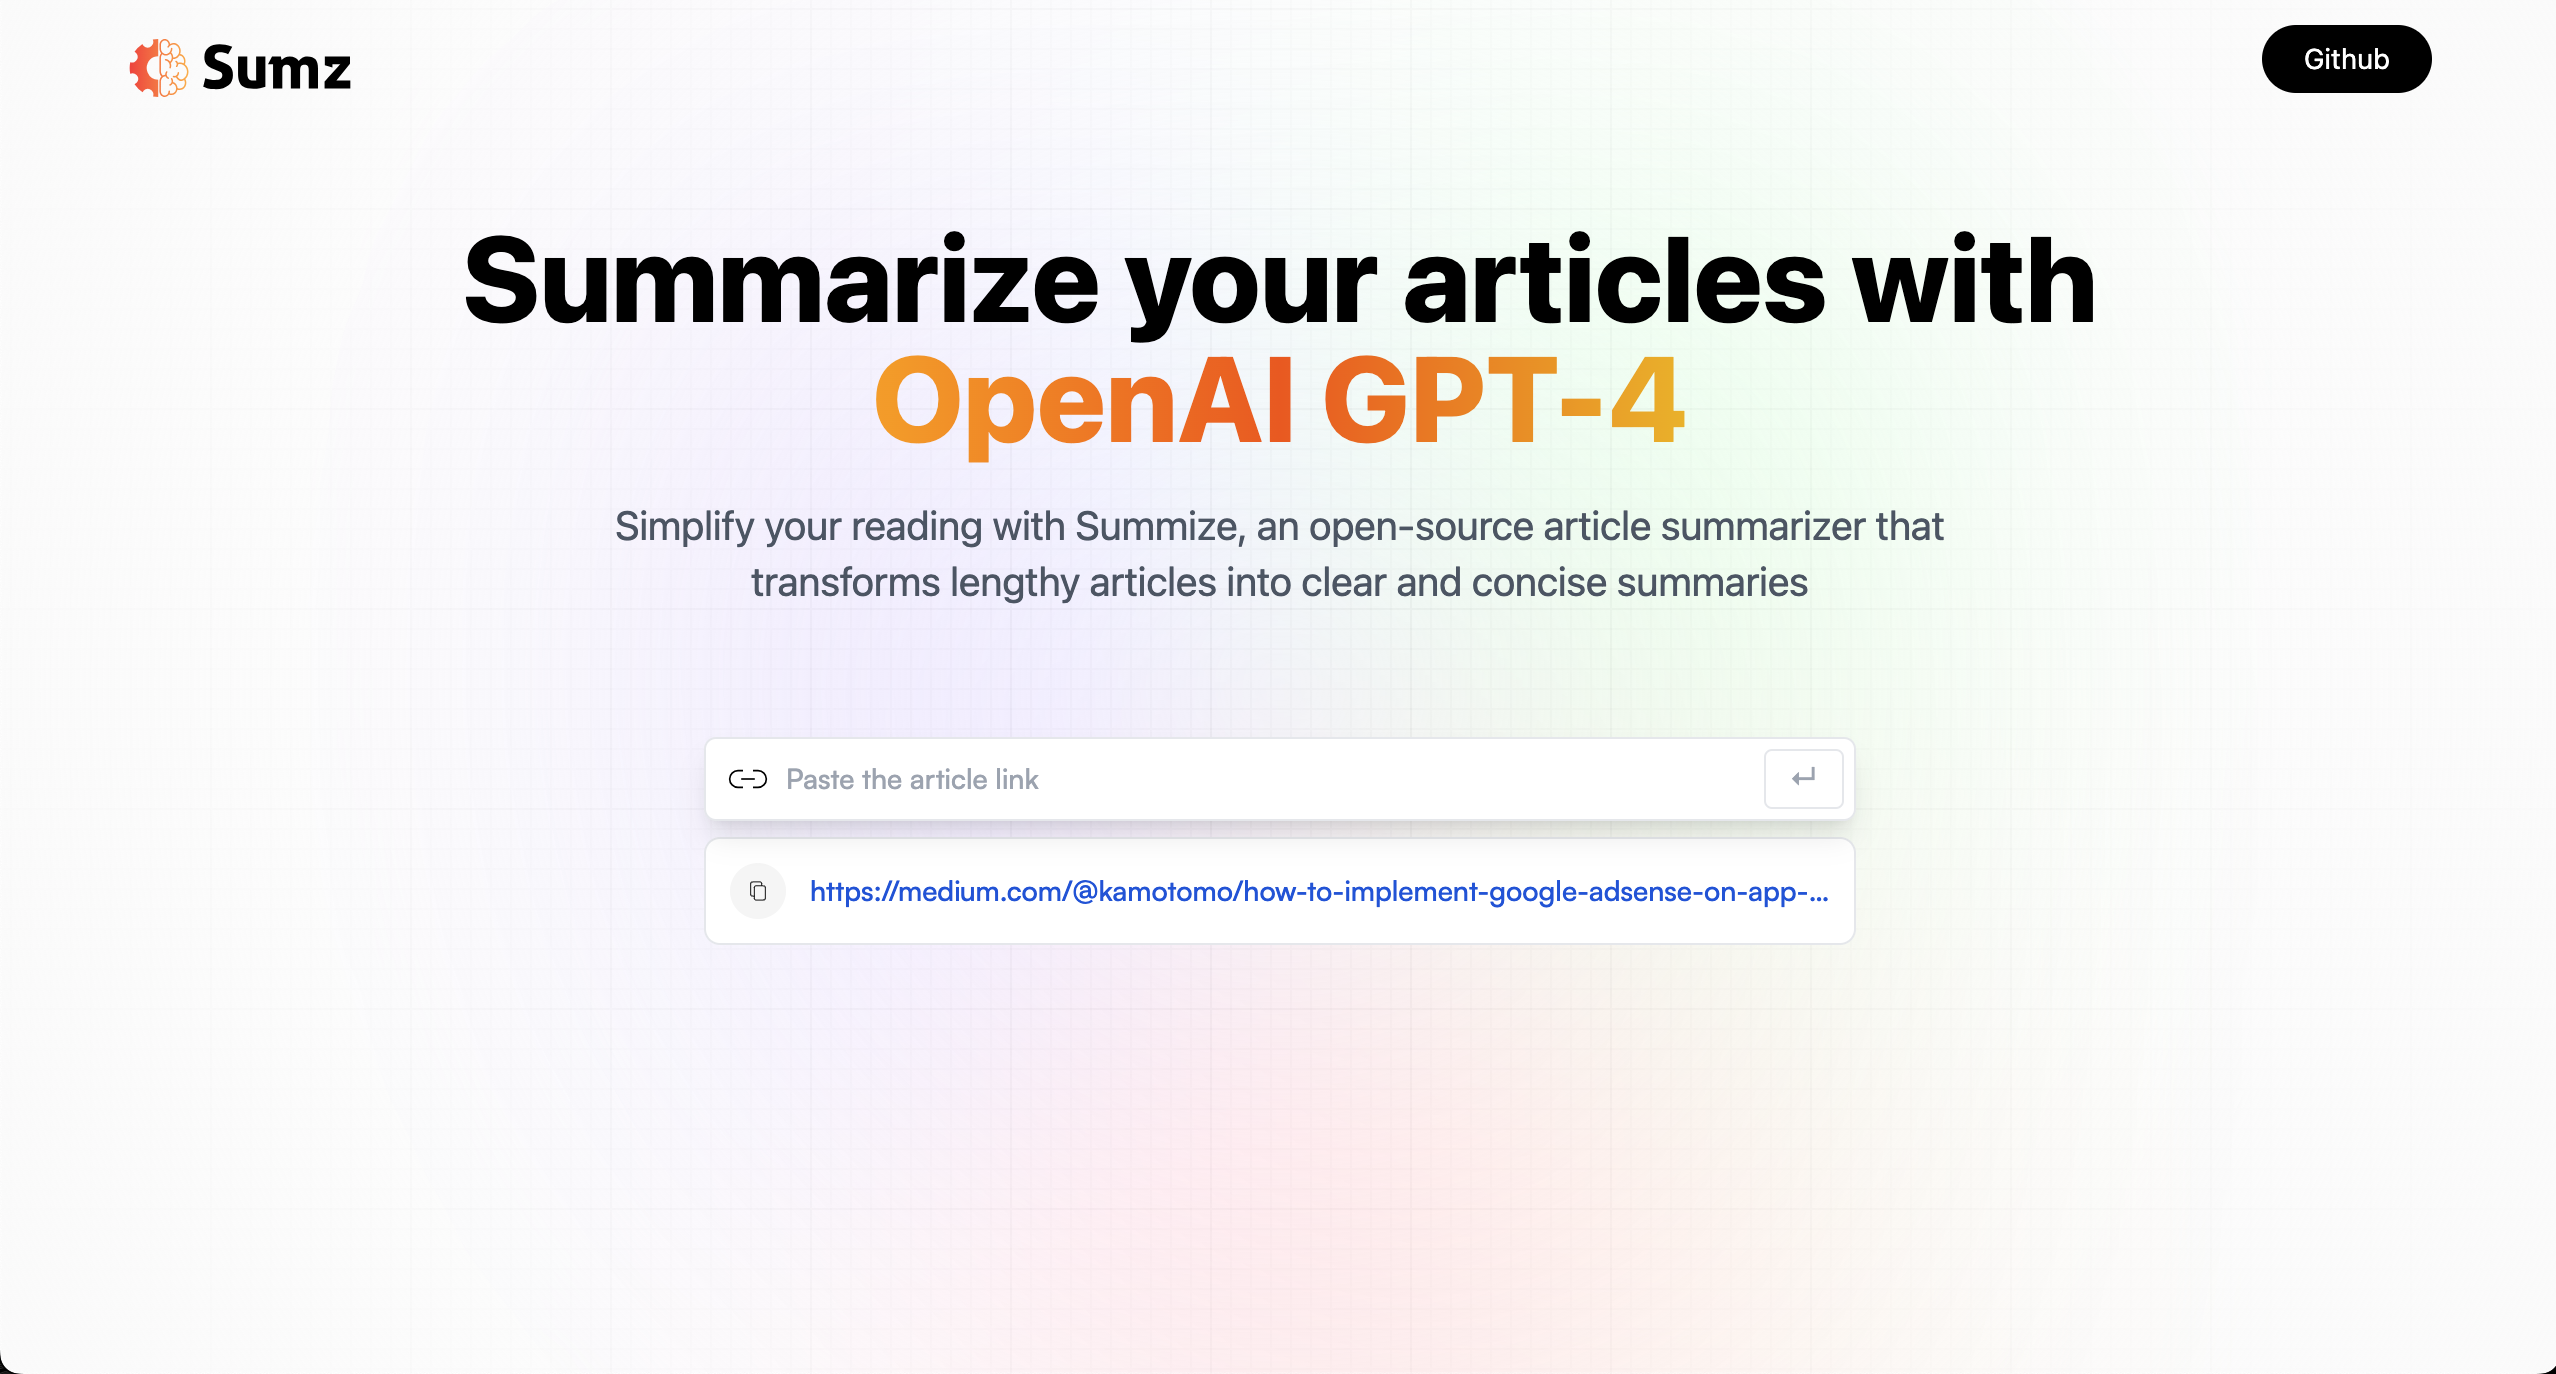 Sumz
Github
Summarize your articles with
OpenAI GPT-4
Simplify your reading with Summize, an open-source article summarizer that
transforms lengthy articles into clear and concise summaries
Paste the article link
https://medium.com/@kamotomo/how-to-implement-google-adsense-on-app-...